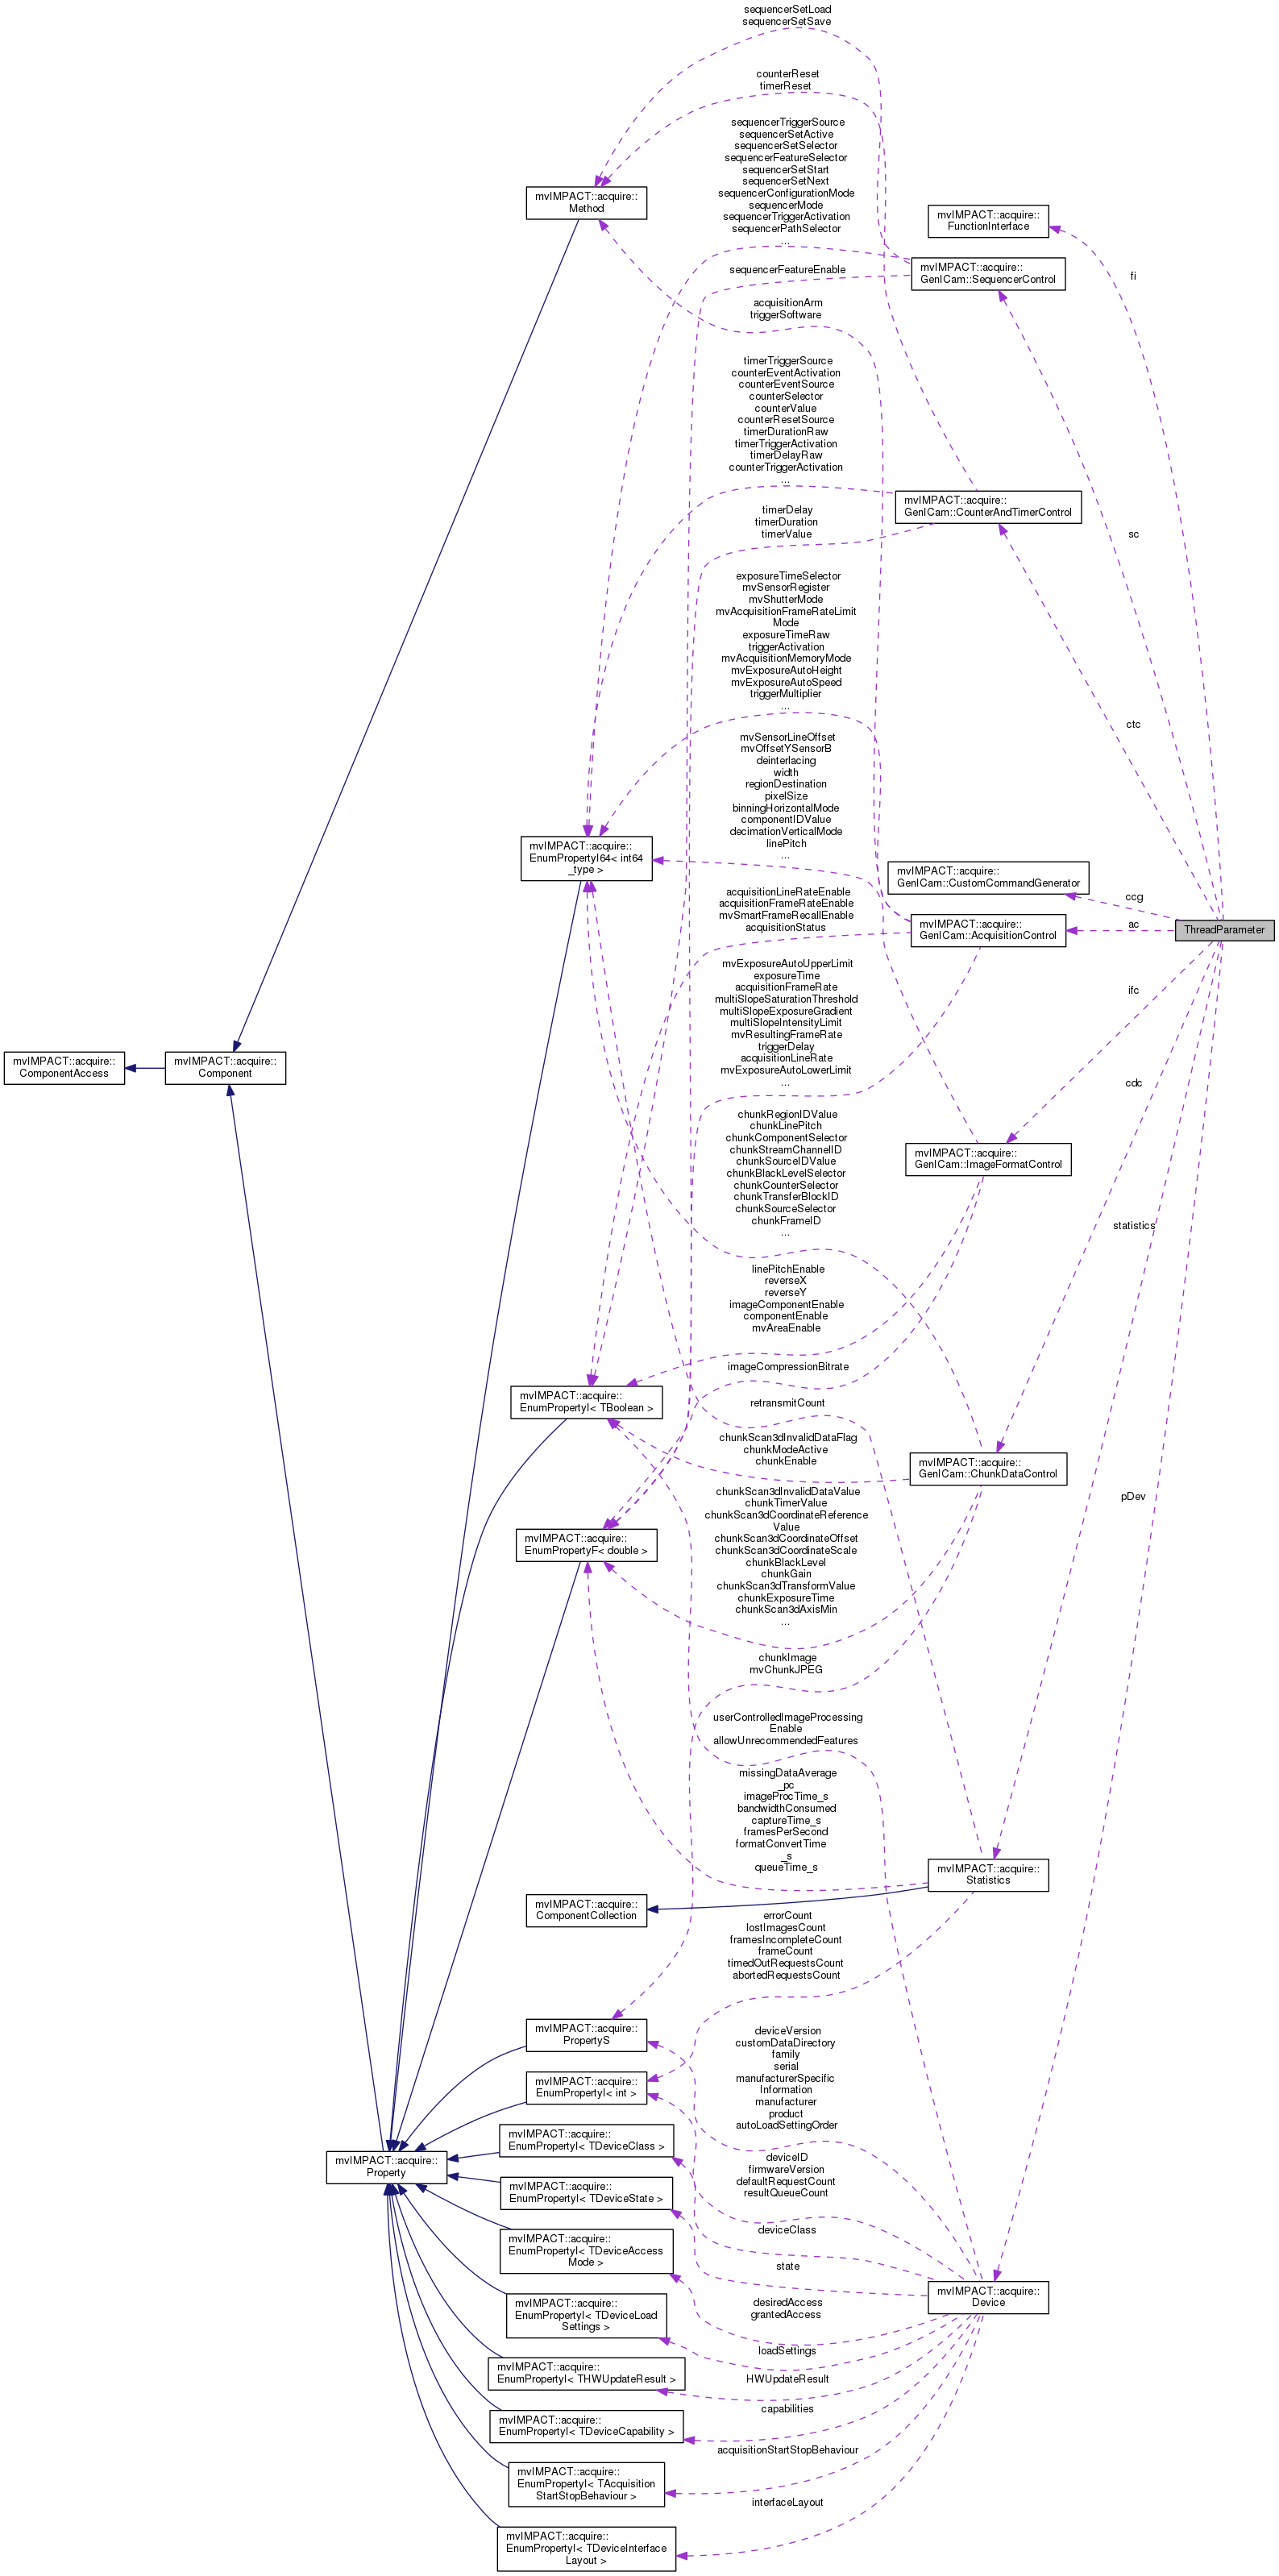 sequencerSetLoad
sequencerSetSave
counterReset
timerReset
sequencerTriggerSource
sequencerSetActive
sequencerSetSelector
sequencerFeatureSelector
sequencerSetStart
sequencerSetNext
sequencerConfigurationMode
sequencerMode
sequencerTriggerActivation
sequencerPathSelector
...
mvIMPACT::acquire::
Method
mvIMPACT::acquire::
FunctionInterface
mvIMPACT::acquire::
GenICam::SequencerControl
fi
sequencerFeatureEnable
acquisitionArm
triggerSoftware
timerTriggerSource
counterEventActivation
counterEventSource
counterSelector
counterValue
counterResetSource
timerDurationRaw
timerTriggerActivation
timerDelayRaw
counterTriggerActivation
...
mvIMPACT::acquire::
GenICam::CounterAndTimerControl
timerDelay
timerDuration
timerValue
sc
exposureTimeSelector
mvSensorRegister
mvShutterMode
mvAcquisitionFrameRateLimit
Mode
exposureTimeRaw
triggerActivation
mvAcquisitionMemoryMode
mvExposureAutoHeight
mvExposureAutoSpeed
triggerMultiplier
...
ctc
mvSensorLineOffset
mvOffsetYSensorB
deinterlacing
width
regionDestination
pixelSize
binningHorizontalMode
componentIDValue
decimationVerticalMode
linePitch
...
mvIMPACT::acquire::
EnumPropertyI64< int64
_type >
mvIMPACT::acquire::
GenICam::CustomCommandGenerator
ccg
acquisitionLineRateEnable
acquisitionFrameRateEnable
mvSmartFrameRecallEnable
acquisitionStatus
mvIMPACT::acquire::
GenICam::AcquisitionControl
ac
ThreadParameter
mvExposureAutoUpperLimit
exposureTime
acquisitionFrameRate
multiSlopeSaturationThreshold
multiSlopeExposureGradient
multiSlopeIntensityLimit
mvResultingFrameRate
triggerDelay
acquisitionLineRate
mvExposureAutoLowerLimit
...
ifc
mvIMPACT::acquire::
ComponentAccess
mvIMPACT::acquire::
Component
cdc
chunkRegionIDValue
chunkLinePitch
chunkComponentSelector
chunkStreamChannelID
chunkSourceIDValue
chunkBlackLevelSelector
chunkCounterSelector
chunkTransferBlockID
chunkSourceSelector
chunkFrameID
...
mvIMPACT::acquire::
GenICam::ImageFormatControl
statistics
linePitchEnable
reverseX
reverseY
imageComponentEnable
componentEnable
mvAreaEnable
imageCompressionBitrate
mvIMPACT::acquire::
EnumPropertyI< TBoolean >
retransmitCount
chunkScan3dInvalidDataFlag
chunkModeActive
chunkEnable
mvIMPACT::acquire::
GenICam::ChunkDataControl
pDev
chunkScan3dInvalidDataValue
chunkTimerValue
chunkScan3dCoordinateReference
Value
chunkScan3dCoordinateOffset
chunkScan3dCoordinateScale
chunkBlackLevel
chunkGain
chunkScan3dTransformValue
chunkExposureTime
chunkScan3dAxisMin
...
mvIMPACT::acquire::
EnumPropertyF< double >
chunkImage
mvChunkJPEG
userControlledImageProcessing
Enable
allowUnrecommendedFeatures
missingDataAverage
_pc
imageProcTime_s
bandwidthConsumed
captureTime_s
framesPerSecond
formatConvertTime
_s
queueTime_s
mvIMPACT::acquire::
Statistics
mvIMPACT::acquire::
ComponentCollection
errorCount
lostImagesCount
framesIncompleteCount
frameCount
timedOutRequestsCount
abortedRequestsCount
mvIMPACT::acquire::
PropertyS
deviceVersion
customDataDirectory
family
serial
manufacturerSpecific
Information
manufacturer
product
autoLoadSettingOrder
mvIMPACT::acquire::
EnumPropertyI< int >
mvIMPACT::acquire::
EnumPropertyI< TDeviceClass >
mvIMPACT::acquire::
Property
deviceID
firmwareVersion
defaultRequestCount
resultQueueCount
mvIMPACT::acquire::
EnumPropertyI< TDeviceState >
deviceClass
mvIMPACT::acquire::
EnumPropertyI< TDeviceAccess
Mode >
state
mvIMPACT::acquire::
Device
desiredAccess
grantedAccess
mvIMPACT::acquire::
EnumPropertyI< TDeviceLoad
Settings >
loadSettings
mvIMPACT::acquire::
EnumPropertyI< THWUpdateResult >
HWUpdateResult
capabilities
mvIMPACT::acquire::
EnumPropertyI< TDeviceCapability >
acquisitionStartStopBehaviour
mvIMPACT::acquire::
EnumPropertyI< TAcquisition
StartStopBehaviour >
interfaceLayout
mvIMPACT::acquire::
EnumPropertyI< TDeviceInterface
Layout >